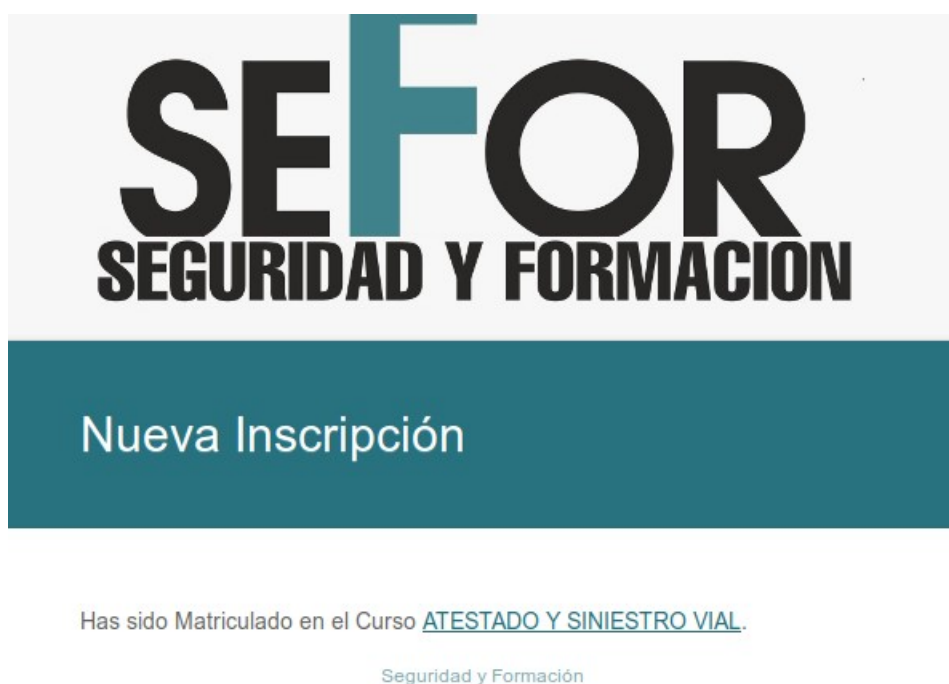 SEFOR
SEGURIDAD Y FORMACION
Nueva Inscripción
Has sido Matriculado en el Curso ATESTADO Y SINIESTRO VIAL.
Seguridad y Formación